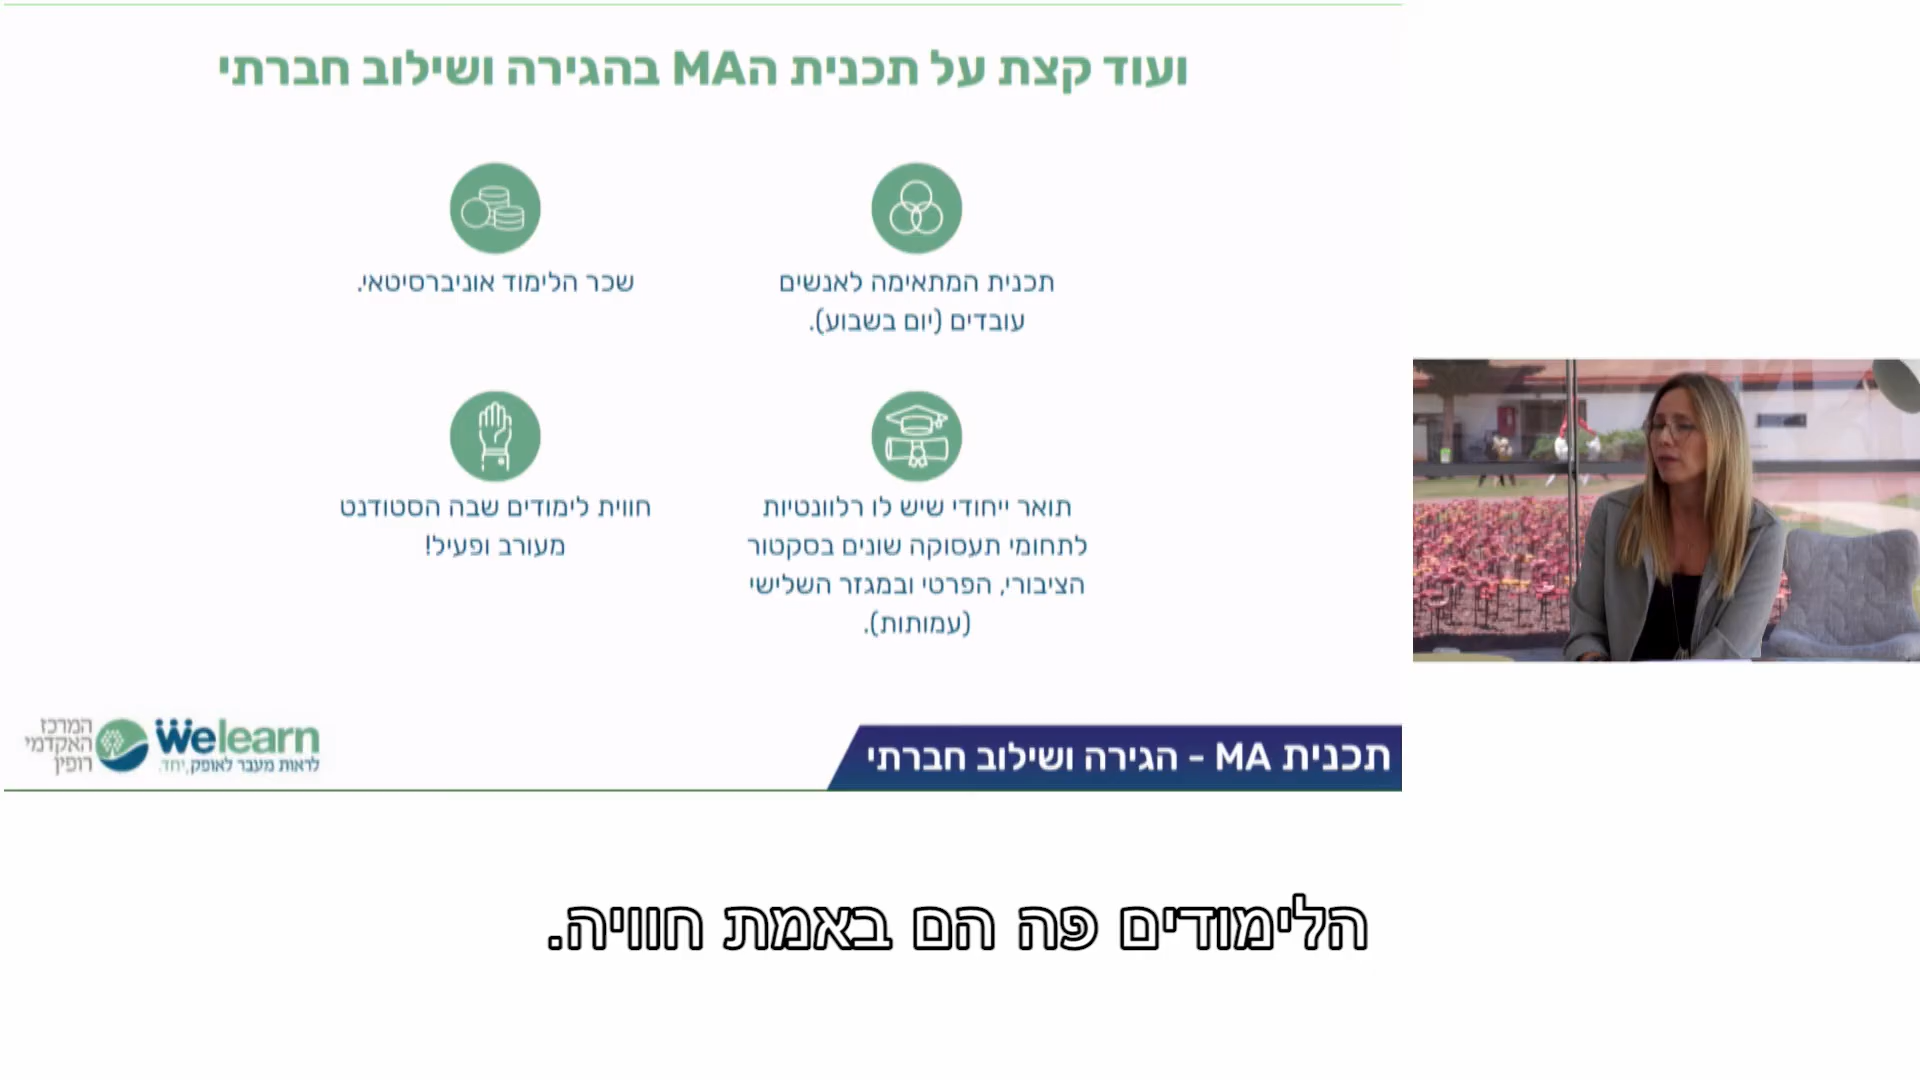 ועוד קצת על תכנית הMA בהגירה ושילוב חברתי
תכנית המתאימה לאנשים
עובדים (יום בשבוע).
שכר הלימוד אוניברסיטאי.
תואר ייחודי שיש לו רלוונטיות
לתחומי תעסוקה שונים בסקטור
הציבורי, הפרטי ובמגזר השלישי
(עמותות).
חווית לימודים שבה הסטודנט
מעורב ופעיל!
תכנית MA - הגירה ושילוב חברתי
Welearn
לראות מעבר לאופק, יחד.
המרכז
האקדמי
רופין
הלימודים פה הם באמת חוויה.